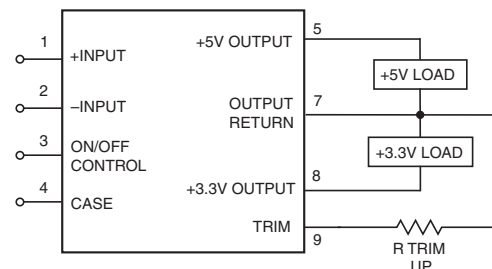 1
+INPUT
2
–INPUT
3
ON/OFF
CONTROL
4
CASE
+5V OUTPUT
5
OUTPUT
RETURN
7
+3.3V OUTPUT
8
TRIM
9
+5V LOAD
+3.3V LOAD
R TRIM
UP